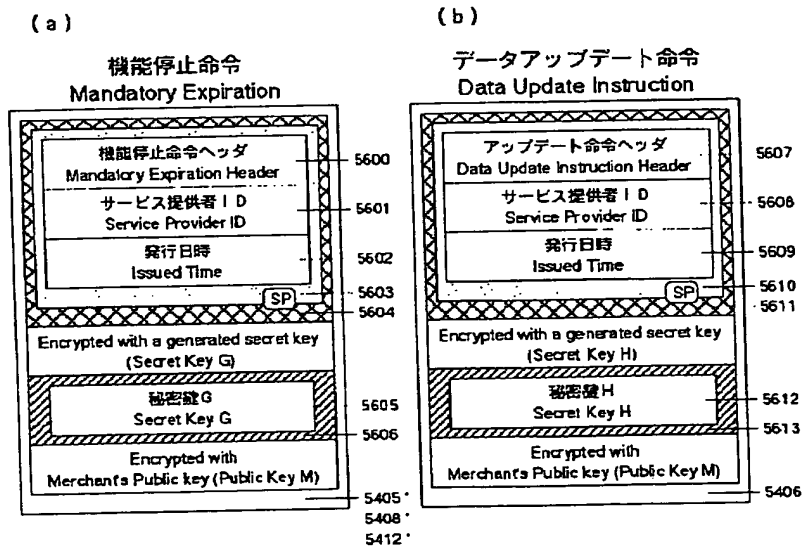 (a)
機能停止命令
Mandatory Expiration
機能停止命令ヘッダ
Mandatory Expiration Header
サービス提供者ID
Service Provider ID
発行日時
Issued Time
SP
Encrypted with a generated secret key
(Secret Key G)
秘密鍵G
Secret Key G
Encrypted with
Merchant's Public key (Public Key M)
5600
5601
5602
5603
5604
5605
5606
5405'
5408'
5412'
(b)
データアップデート命令
Data Update Instruction
アップデート命令ヘッダ
Data Update Instruction Header
サービス提供者ID
Service Provider ID
発行日時
Issued Time
SP
Encrypted with a generated secret key
(Secret Key H)
秘密鍵H
Secret Key H
Encrypted with
Merchant's Public key (Public Key M)
5607
5608
5609
5610
5611
5612
5613
5406